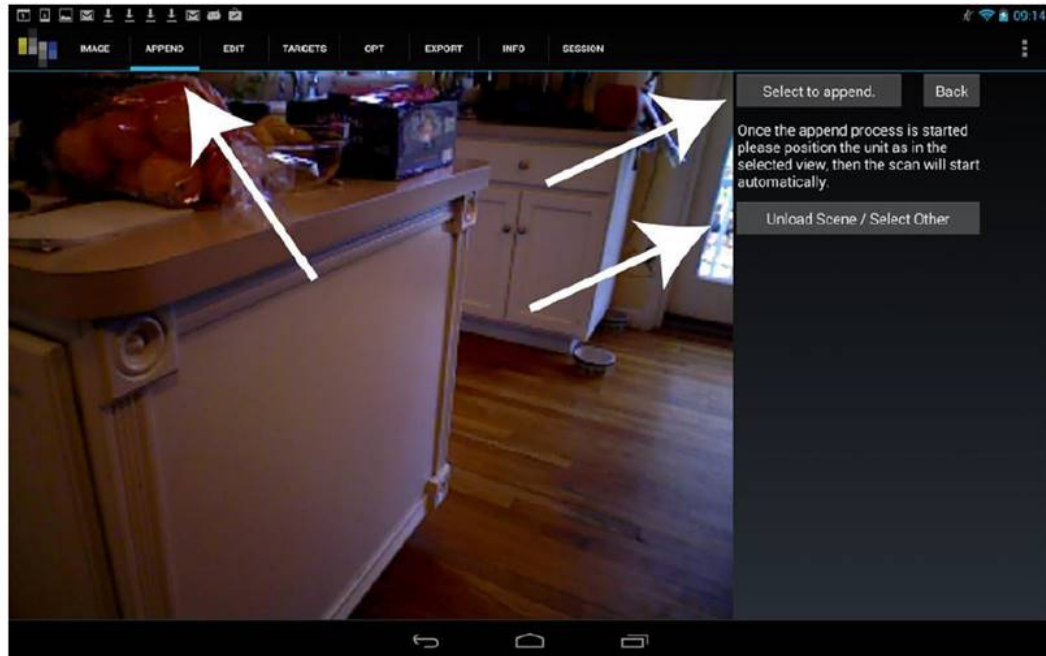 09:14
IMAGE APPEND EDIT TARGETS OPT EXPORT INFO SESSION
Select to append. Back
Once the append process is started
please position the unit as in the
selected view, then the scan will start
automatically.
Unload Scene / Select Other